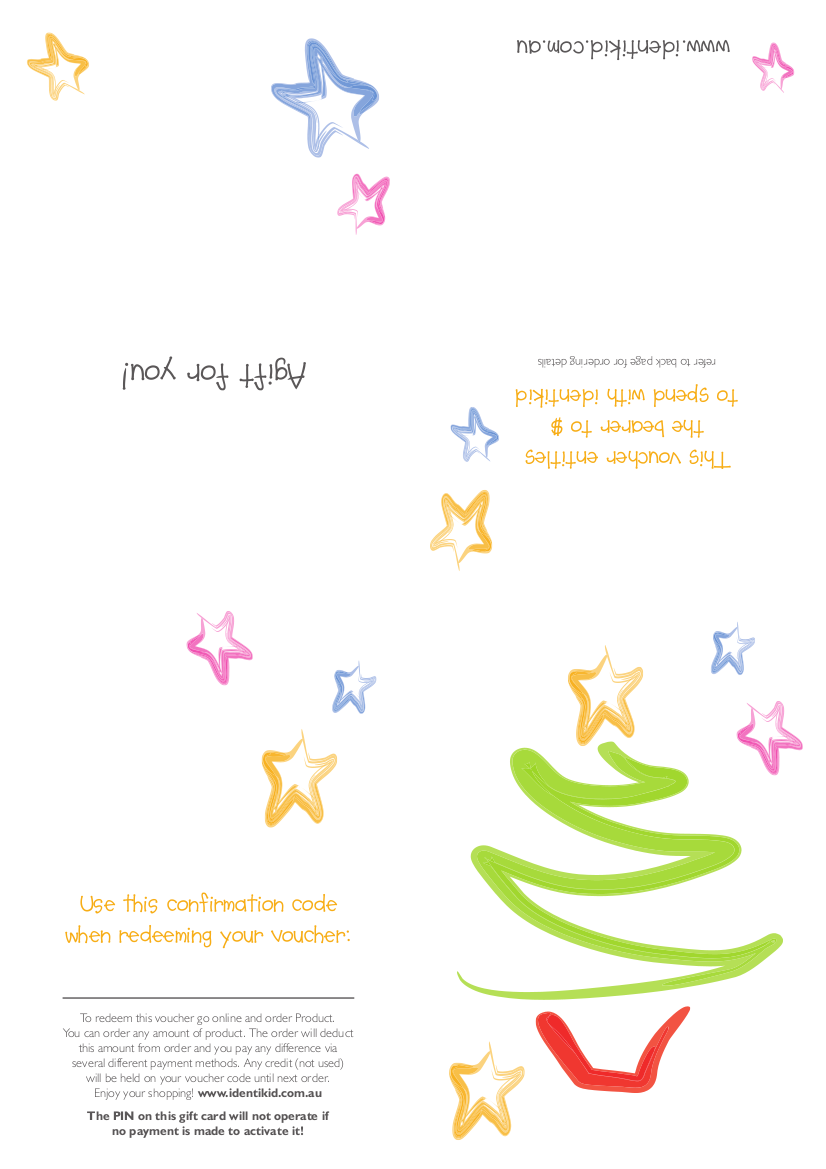 www.identikid.com.au
A gift for you!
This voucher entitles
the bearer to $
to spend with identikid
refer to back page for ordering details
Use this confirmation code
when redeeming your voucher:
To redeem this voucher go online and order Product.
You can order any amount of product. The order will deduct
this amount from order and you pay any difference via
several different payment methods. Any credit (not used)
will be held on your voucher code until next order.
Enjoy your shopping! www.identikid.com.au
The PIN on this gift card will not operate if
no payment is made to activate it!